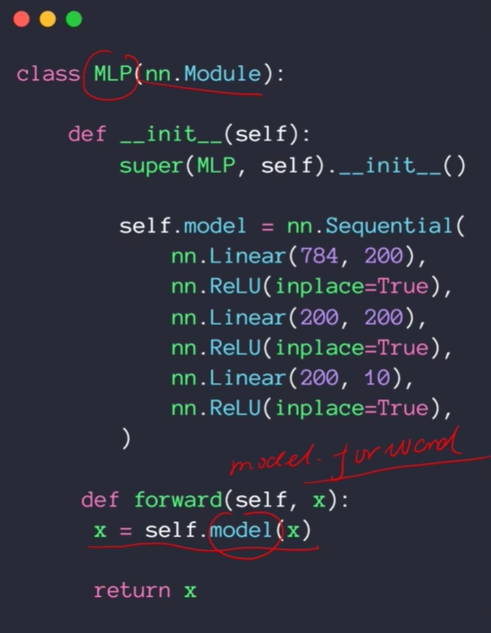 class MLP(nn.Module):
def __init__(self):
super(MLP, self).__init__()
self.model = nn.Sequential(
nn.Linear(784, 200),
nn.ReLU(inplace=True),
nn.Linear(200, 200),
nn.ReLU(inplace=True),
nn.Linear(200, 10),
nn.ReLU(inplace=True),
)
model.forward
def forward(self, x):
x = self.model(x)
return x